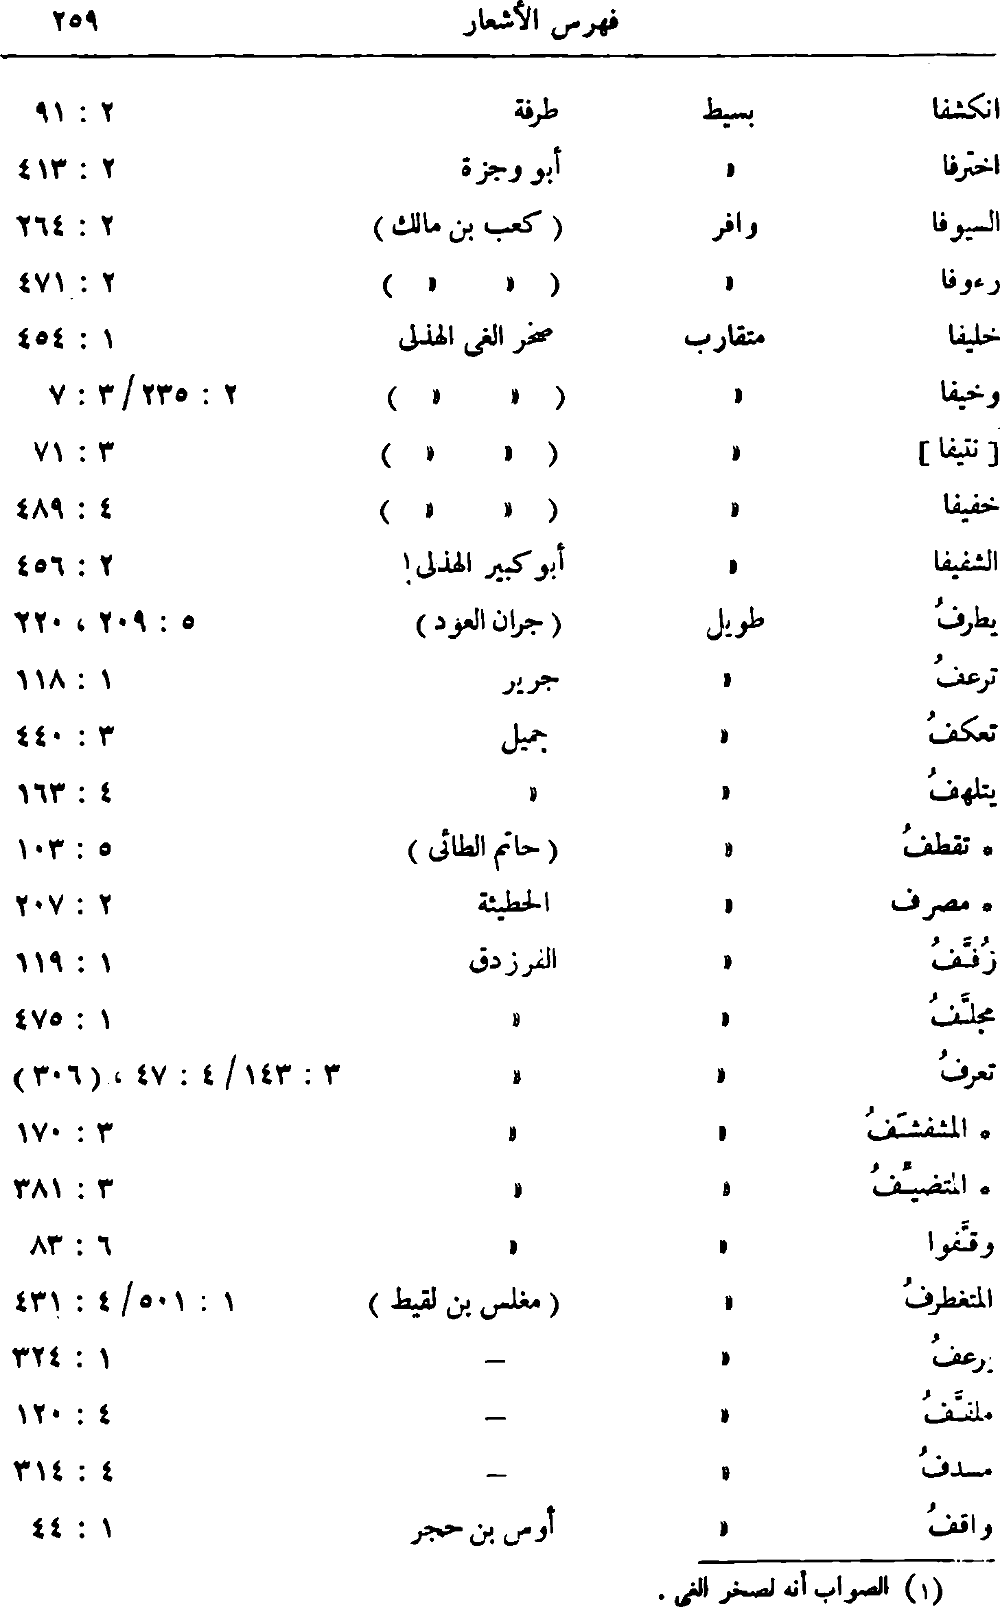 فهرس الأشعار ٢٥٩
انكشفا بسيط طرفة ٢ : ٩١
اخترفا » أبو وجزة ٢ : ٤١٣
السيوفا وافر ( كعب بن مالك ) ٢ : ٢٦٤
رءوفا » ( » » ) ٢ : ٤٧١
خليفا متقارب صخر الغى الهذلى ١ : ٤٥٤
وخيفا » ( » » ) ٢ : ٢٣٥ / ٣ : ٧
[ نتيفا ] » ( » » ) ٣ : ٧١
خفيفا » ( » » ) ٤ : ٤٨٩
الشفيفا » أبو كبير الهذلى١ ٢ : ٤٥٦
يطرفُ طويل ( جران العود ) ٥ : ٢٠٩ ، ٢٢٠
ترعفُ » جرير ١ : ١١٨
تعكفُ » جميل ٣ : ٤٤٠
يتلهفُ » » ٤ : ١٦٣
* تقطفُ » ( حاتم الطائى ) ٥ : ١٠٣
* مصرف » الحطيئة ٢ : ٢٠٧
زُفَّفُ » الفرزدق ١ : ١١٩
مجلَّفُ » » ١ : ٤٧٥
تعرفُ » » ٣ : ١٤٣ / ٤ : ٤٧ ، (٣٠٦)
* المشفشَفُ » » ٣ : ١٧٠
* المتضيَّفُ » » ٣ : ٣٨١
وقَّفوا » » ٦ : ٨٣
المتغطرفُ » ( مغلس بن لقيط ) ١ : ٥٠١ / ٤ : ٤٣١
يرعفُ » – ١ : ٣٢٤
ملفَّفُ » – ٤ : ١٢٠
مسدفُ » – ٤ : ٣١٤
واقفُ » أوس بن حجر ١ : ٤٤
(١) الصواب أنه لصخر الغى .